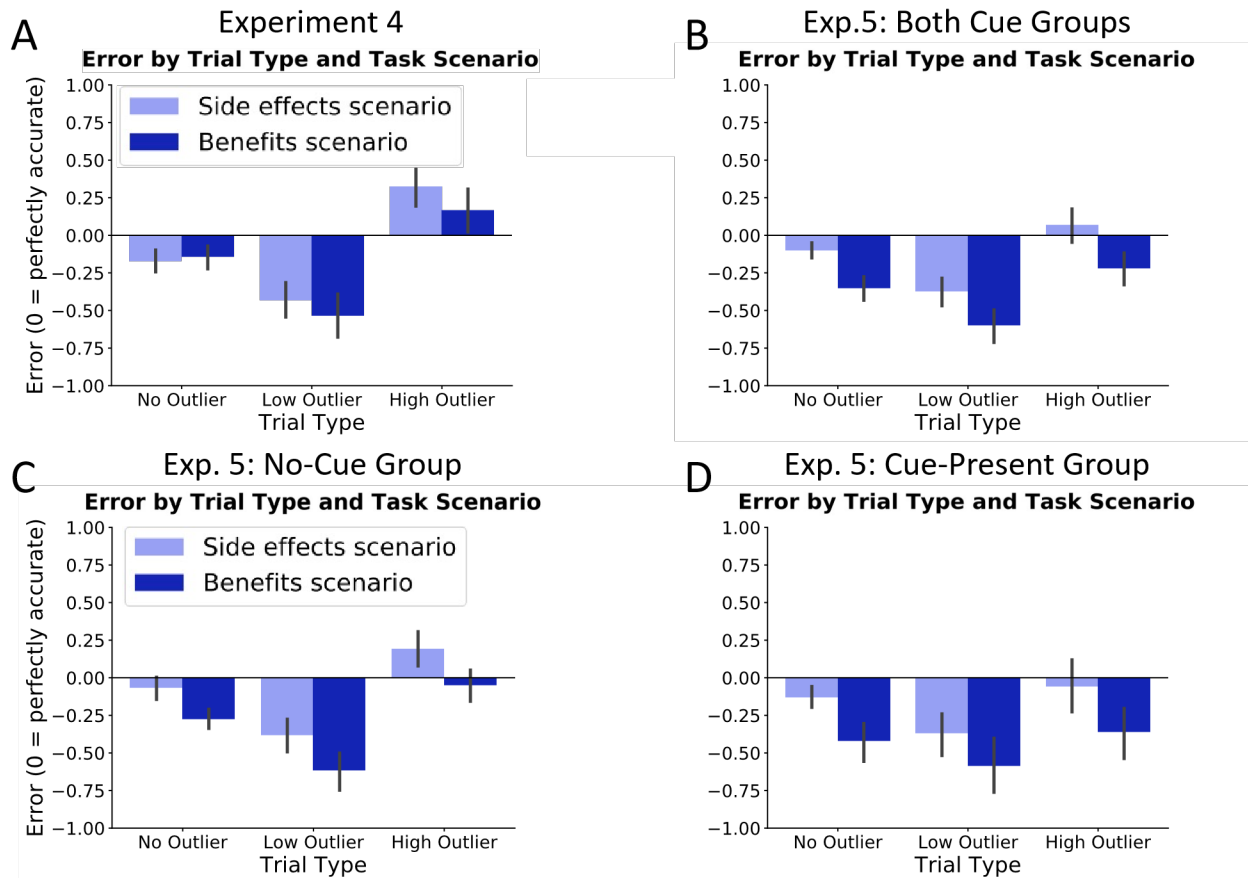 A
Experiment 4
Error by Trial Type and Task Scenario
Error (0 = perfectly accurate)
1.00
0.75
0.50
0.25
0.00
−0.25
−0.50
−0.75
−1.00
Side effects scenario
Benefits scenario
No Outlier Low Outlier High Outlier
Trial Type
B
Exp.5: Both Cue Groups
Error by Trial Type and Task Scenario
1.00
0.75
0.50
0.25
0.00
−0.25
−0.50
−0.75
−1.00
No Outlier Low Outlier High Outlier
Trial Type
C
Exp. 5: No-Cue Group
Error by Trial Type and Task Scenario
Error (0 = perfectly accurate)
1.00
0.75
0.50
0.25
0.00
−0.25
−0.50
−0.75
−1.00
Side effects scenario
Benefits scenario
No Outlier Low Outlier High Outlier
Trial Type
D
Exp. 5: Cue-Present Group
Error by Trial Type and Task Scenario
1.00
0.75
0.50
0.25
0.00
−0.25
−0.50
−0.75
−1.00
No Outlier Low Outlier High Outlier
Trial Type